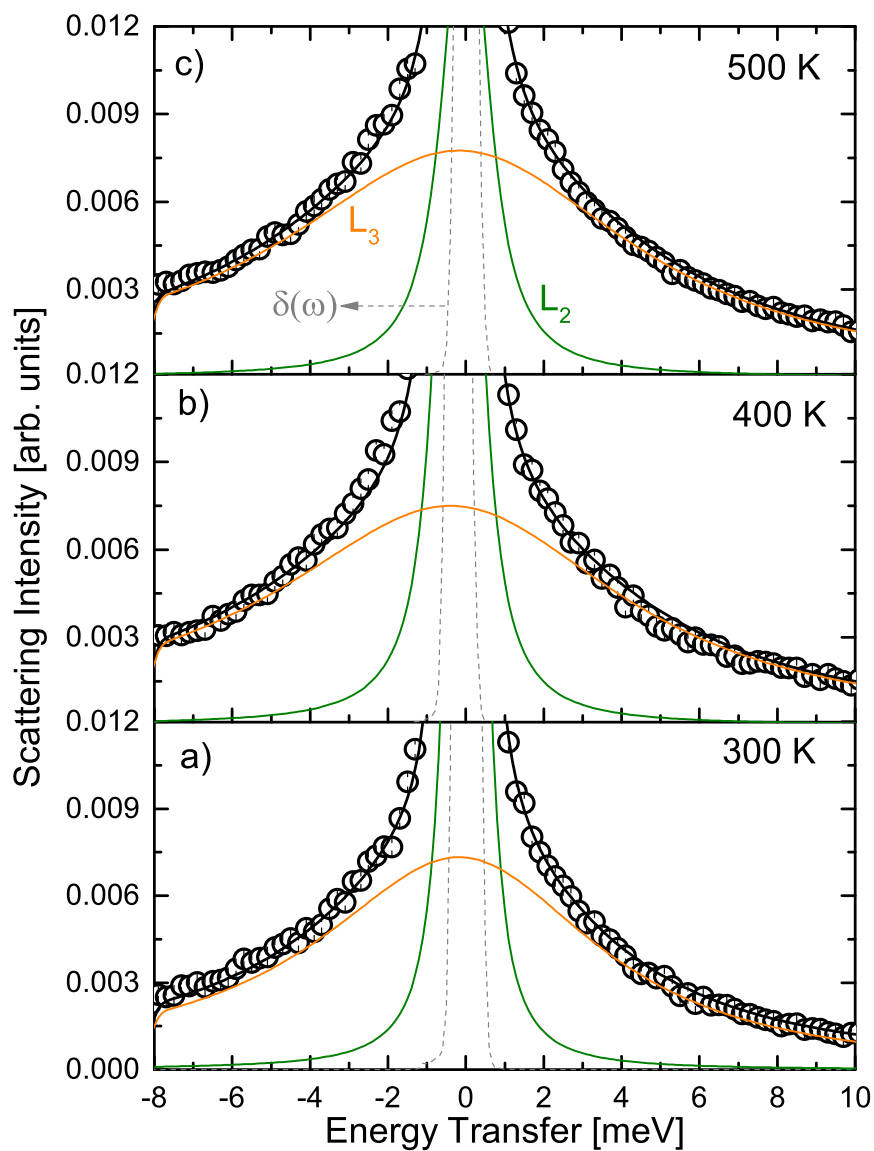 0.012
c)
500 K
0.009
0.006
L3
0.003
δ(ω)
L2
0.012
b)
400 K
0.009
0.006
0.003
0.012
a)
300 K
0.009
0.006
0.003
0.000
-8 -6 -4 -2 0 2 4 6 8 10
Energy Transfer [meV]
Scattering Intensity [arb. units]